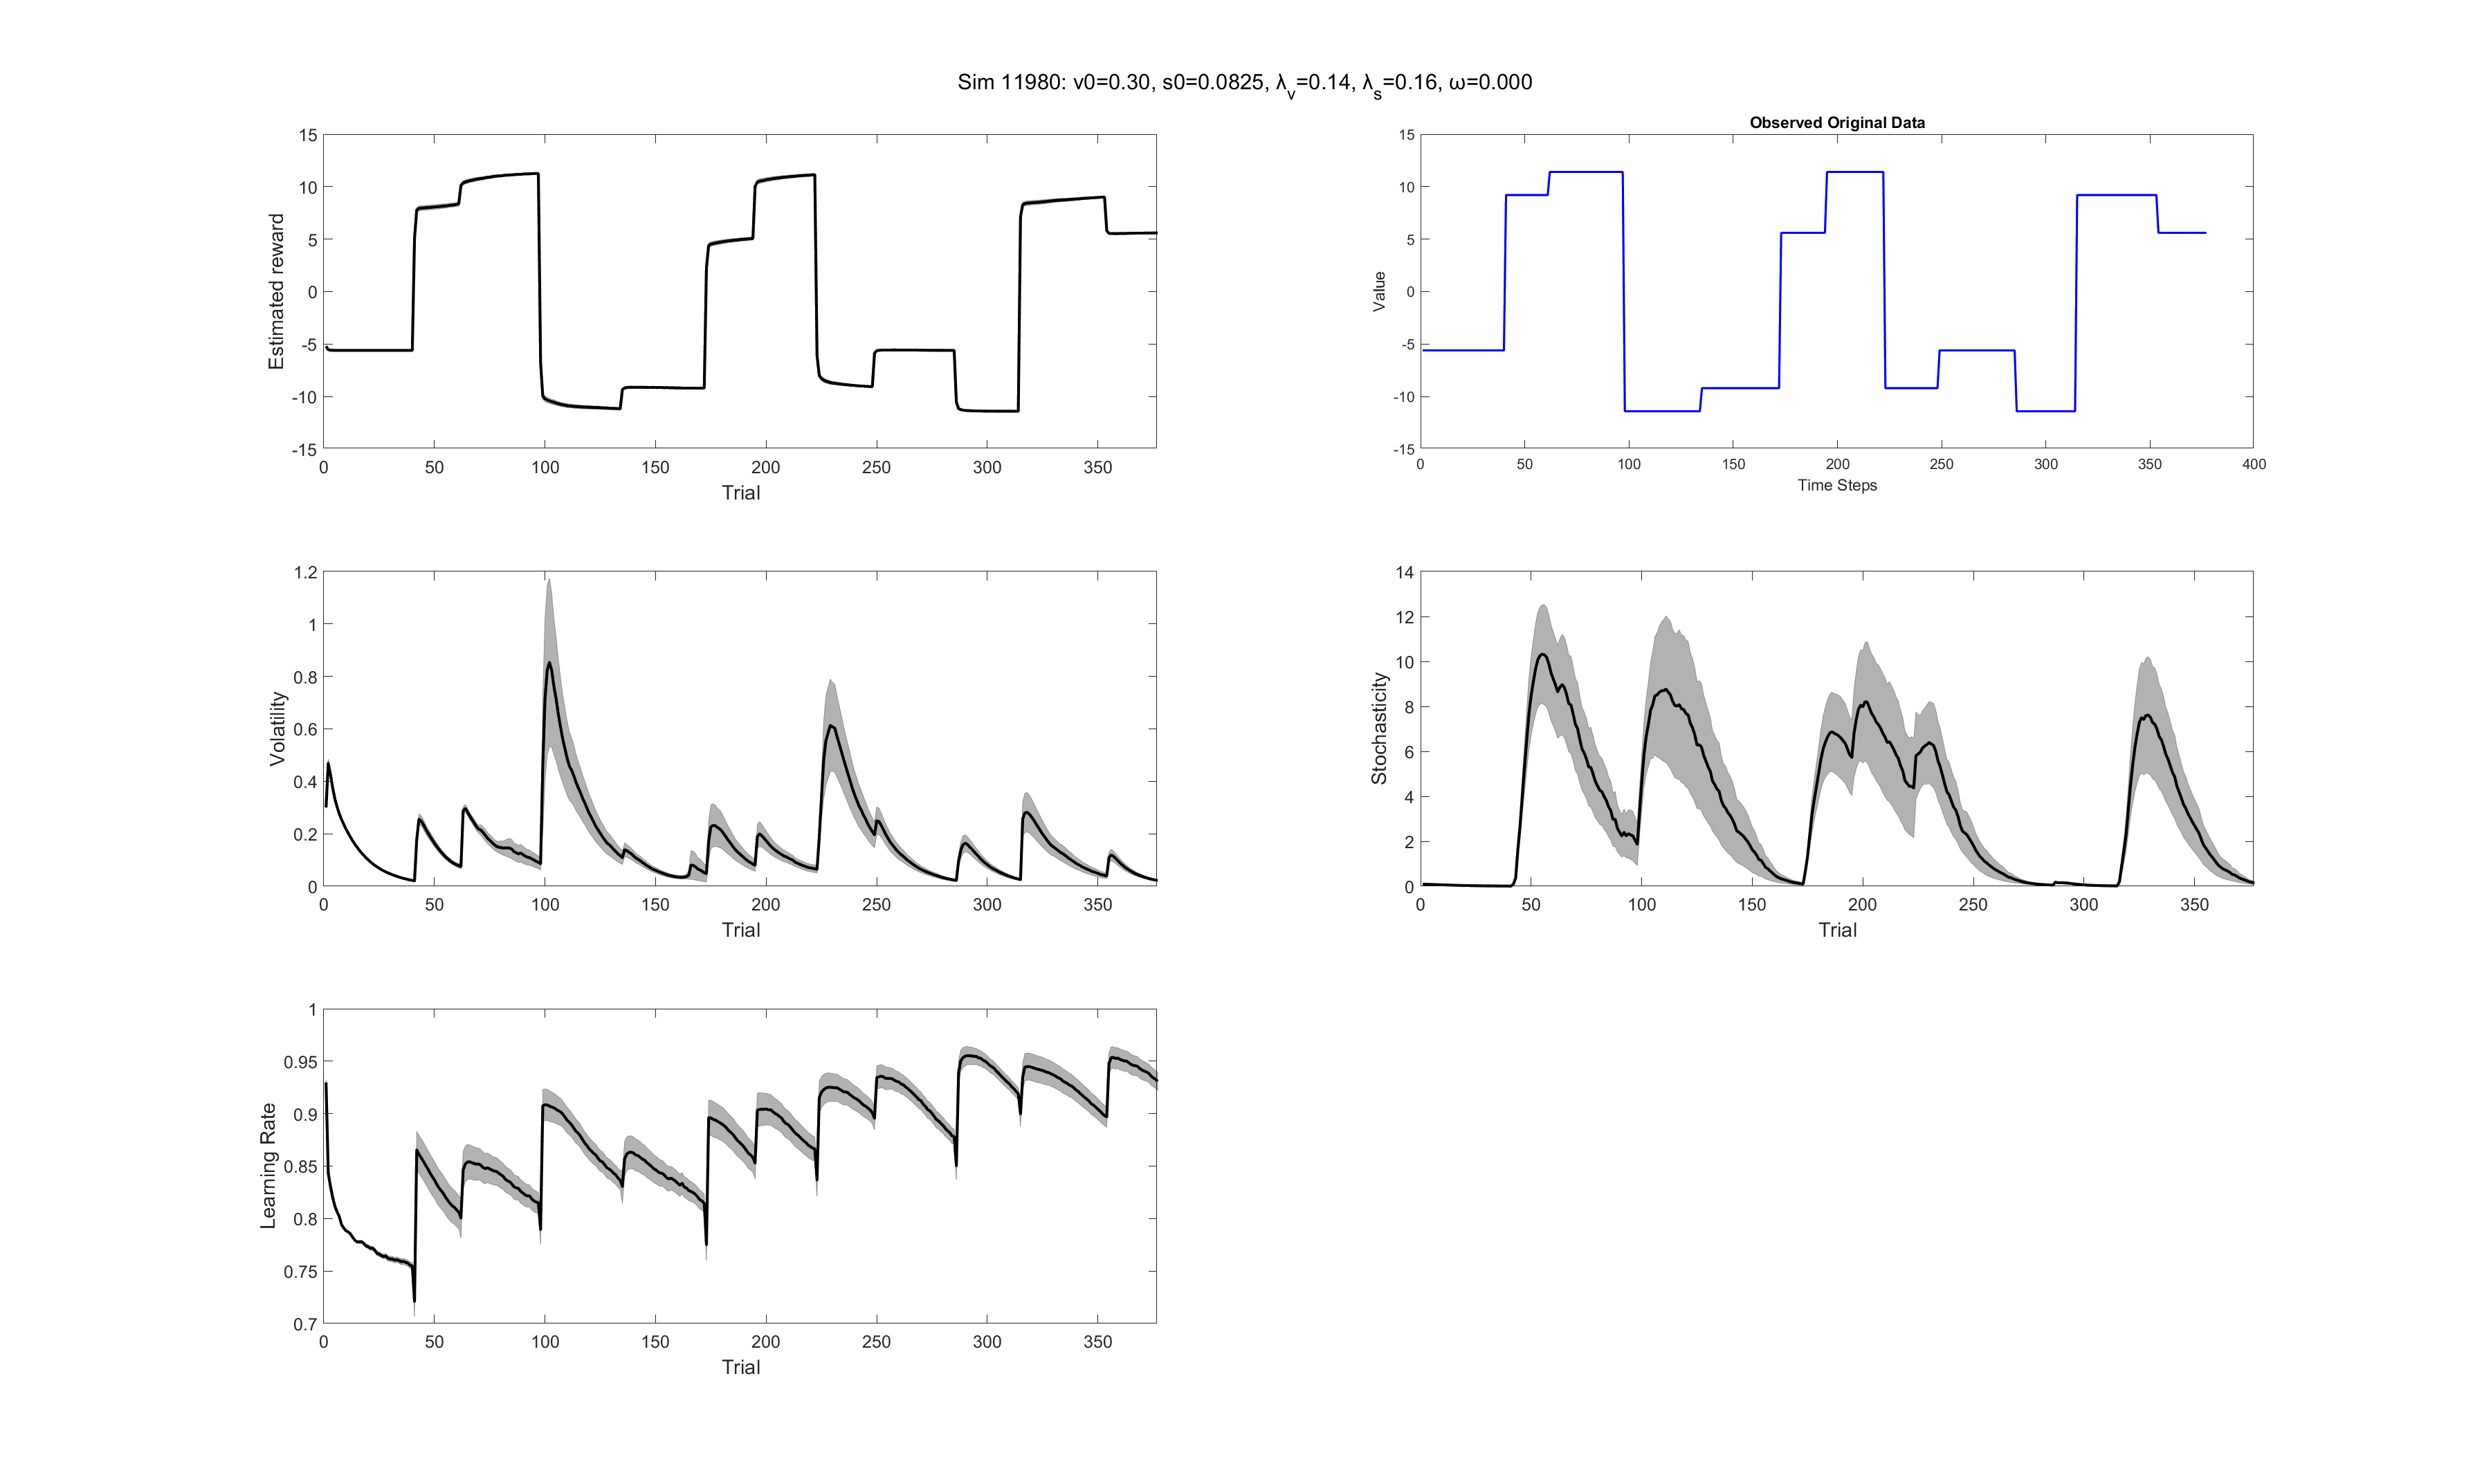 Sim 11980: v0=0.30, s0=0.0825, λv=0.14, λs=0.16, ω=0.000
15
10
5
0
-5
-10
-15
Estimated reward
0 50 100 150 200 250 300 350
Trial
Observed Original Data
15
10
5
0
-5
-10
-15
Value
0 50 100 150 200 250 300 350 400
Time Steps
1.2
1
0.8
0.6
0.4
0.2
0
Volatility
0 50 100 150 200 250 300 350
Trial
14
12
10
8
6
4
2
0
Stochasticity
0 50 100 150 200 250 300 350
Trial
1
0.95
0.9
0.85
0.8
0.75
0.7
Learning Rate
0 50 100 150 200 250 300 350
Trial